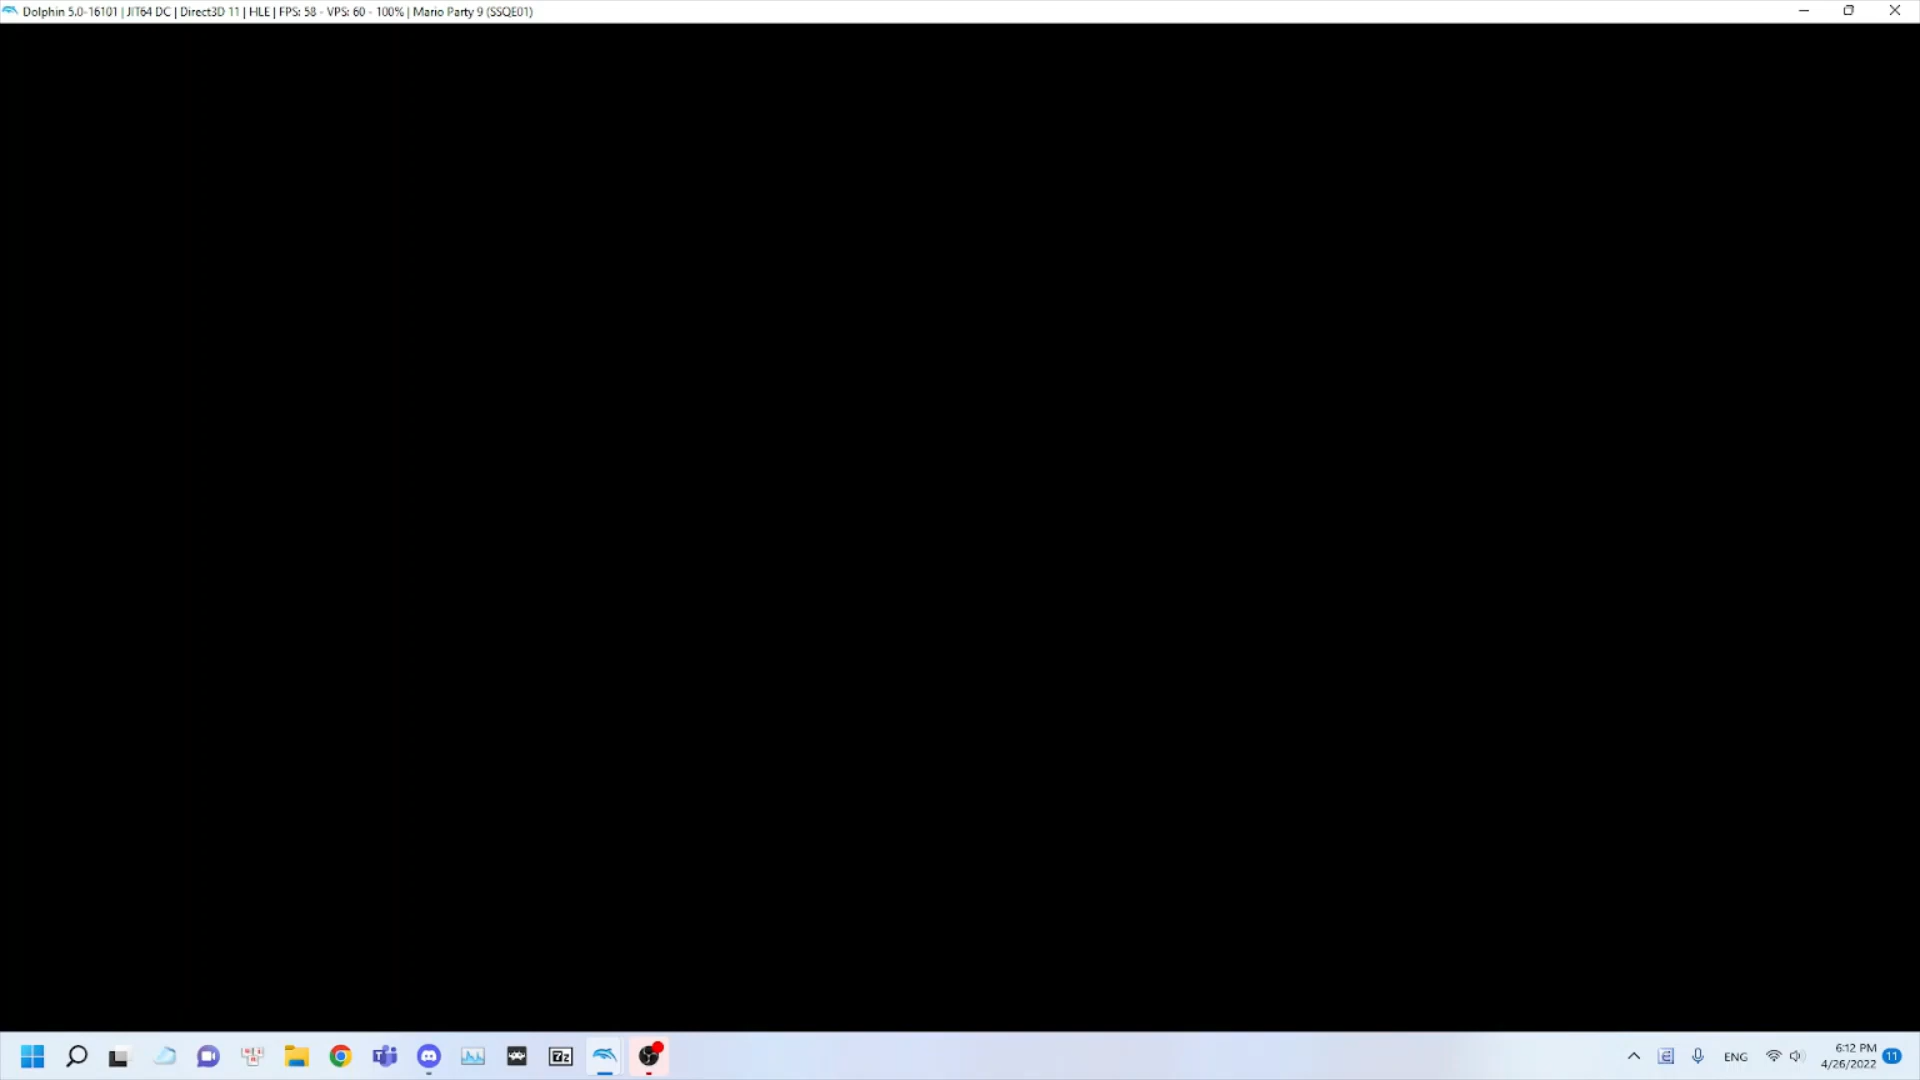 Dolphin 5.0-16101 | JIT64 DC | Direct3D 11 | HLE | FPS: 58 - VPS: 60 - 100% | Mario Party 9 (SSQE01)
7z
ENG
6:12 PM
4/26/2022
11